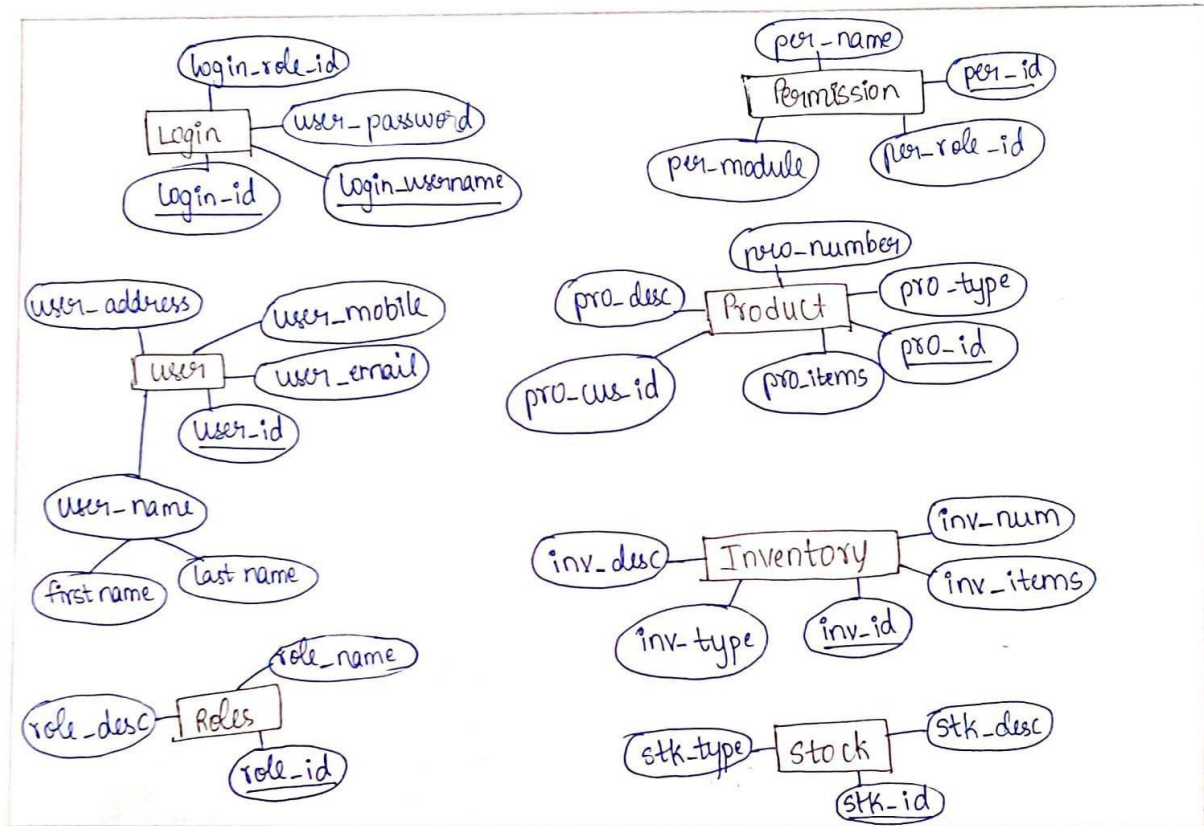 login_role_id
Login
user_password
login_id
login_username
per_name
Permission
per_id
per_module
per_role_id
user_address
user
user_mobile
user_email
user_id
user_name
first name
last name
pro_number
pro_desc
Product
pro_type
pro_id
pro_items
pro_cus_id
inv_desc
Inventory
inv_num
inv_items
inv_type
inv_id
role_name
role_desc
Roles
role_id
stk_type
Stock
stk_desc
stk_id